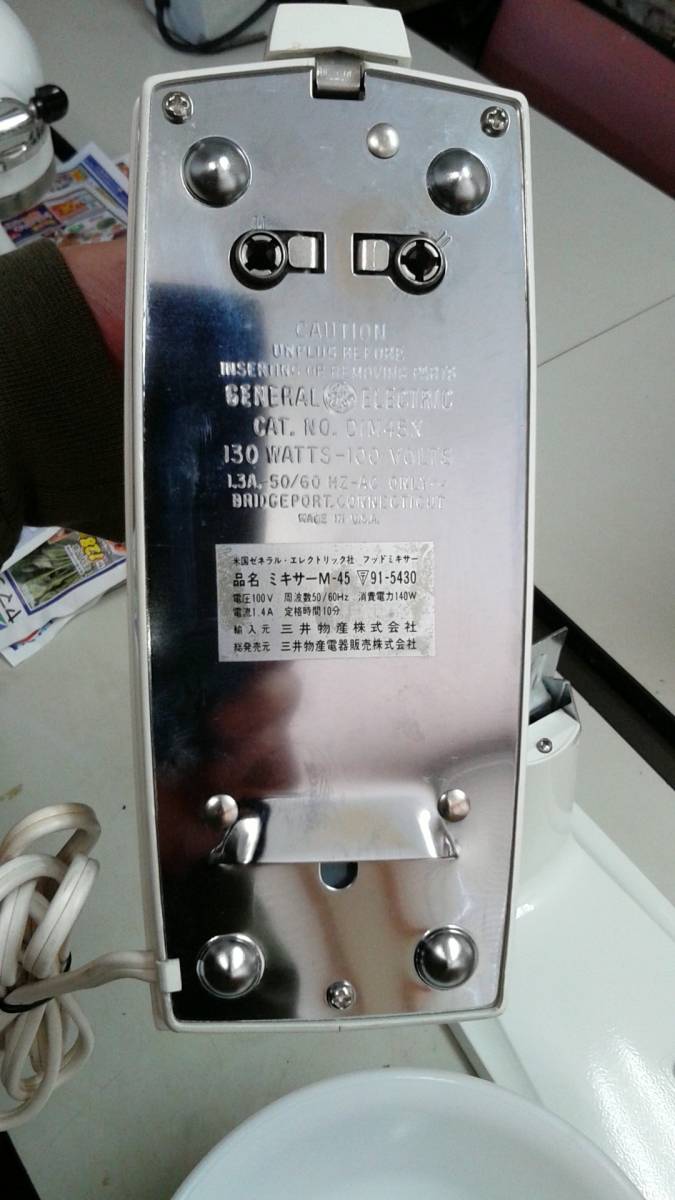 CAUTION
UNPLUG BEFORE
INSERTING OR REMOVING PARTS
GENERAL GE ELECTRIC
CAT. NO. D1M45X
130 WATTS-100 VOLTS
1.3A.-50/60 HZ-AC ONLY--
BRIDGEPORT, CONNECTICUT
MADE IN U.S.A.
米国ゼネラル・エレクトリック社 フッドミキサー
品名 ミキサーM-45 〒91-5430
電圧100V 周波数50/60Hz 消費電力140W
電流1.4A 定格時間10分
輸入元 三井物産株式会社
総発売元 三井物産電器販売株式会社